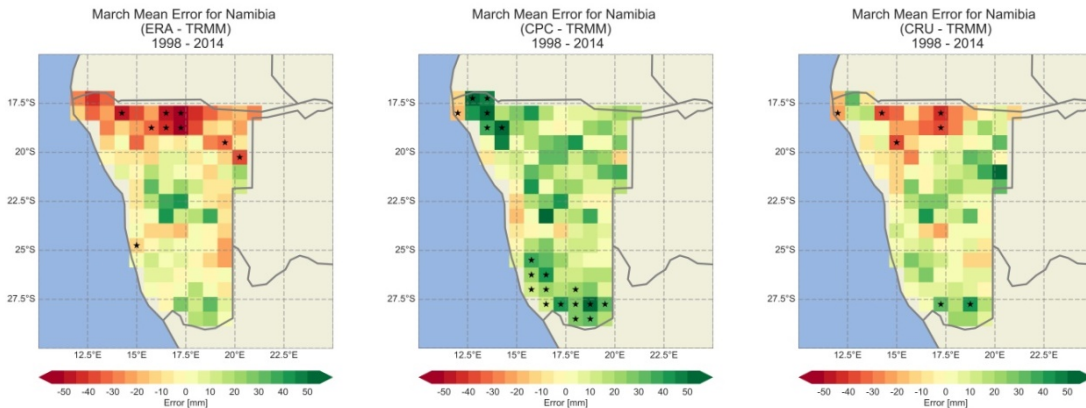 March Mean Error for Namibia
(ERA - TRMM)
1998 - 2014
17.5°S
20°S
22.5°S
25°S
27.5°S
12.5°E 15°E 17.5°E 20°E 22.5°E
-50 -40 -30 -20 -10 0 10 20 30 40 50
Error [mm]
March Mean Error for Namibia
(CPC - TRMM)
1998 - 2014
17.5°S
20°S
22.5°S
25°S
27.5°S
12.5°E 15°E 17.5°E 20°E 22.5°E
-50 -40 -30 -20 -10 0 10 20 30 40 50
Error [mm]
March Mean Error for Namibia
(CRU - TRMM)
1998 - 2014
17.5°S
20°S
22.5°S
25°S
27.5°S
12.5°E 15°E 17.5°E 20°E 22.5°E
-50 -40 -30 -20 -10 0 10 20 30 40 50
Error [mm]